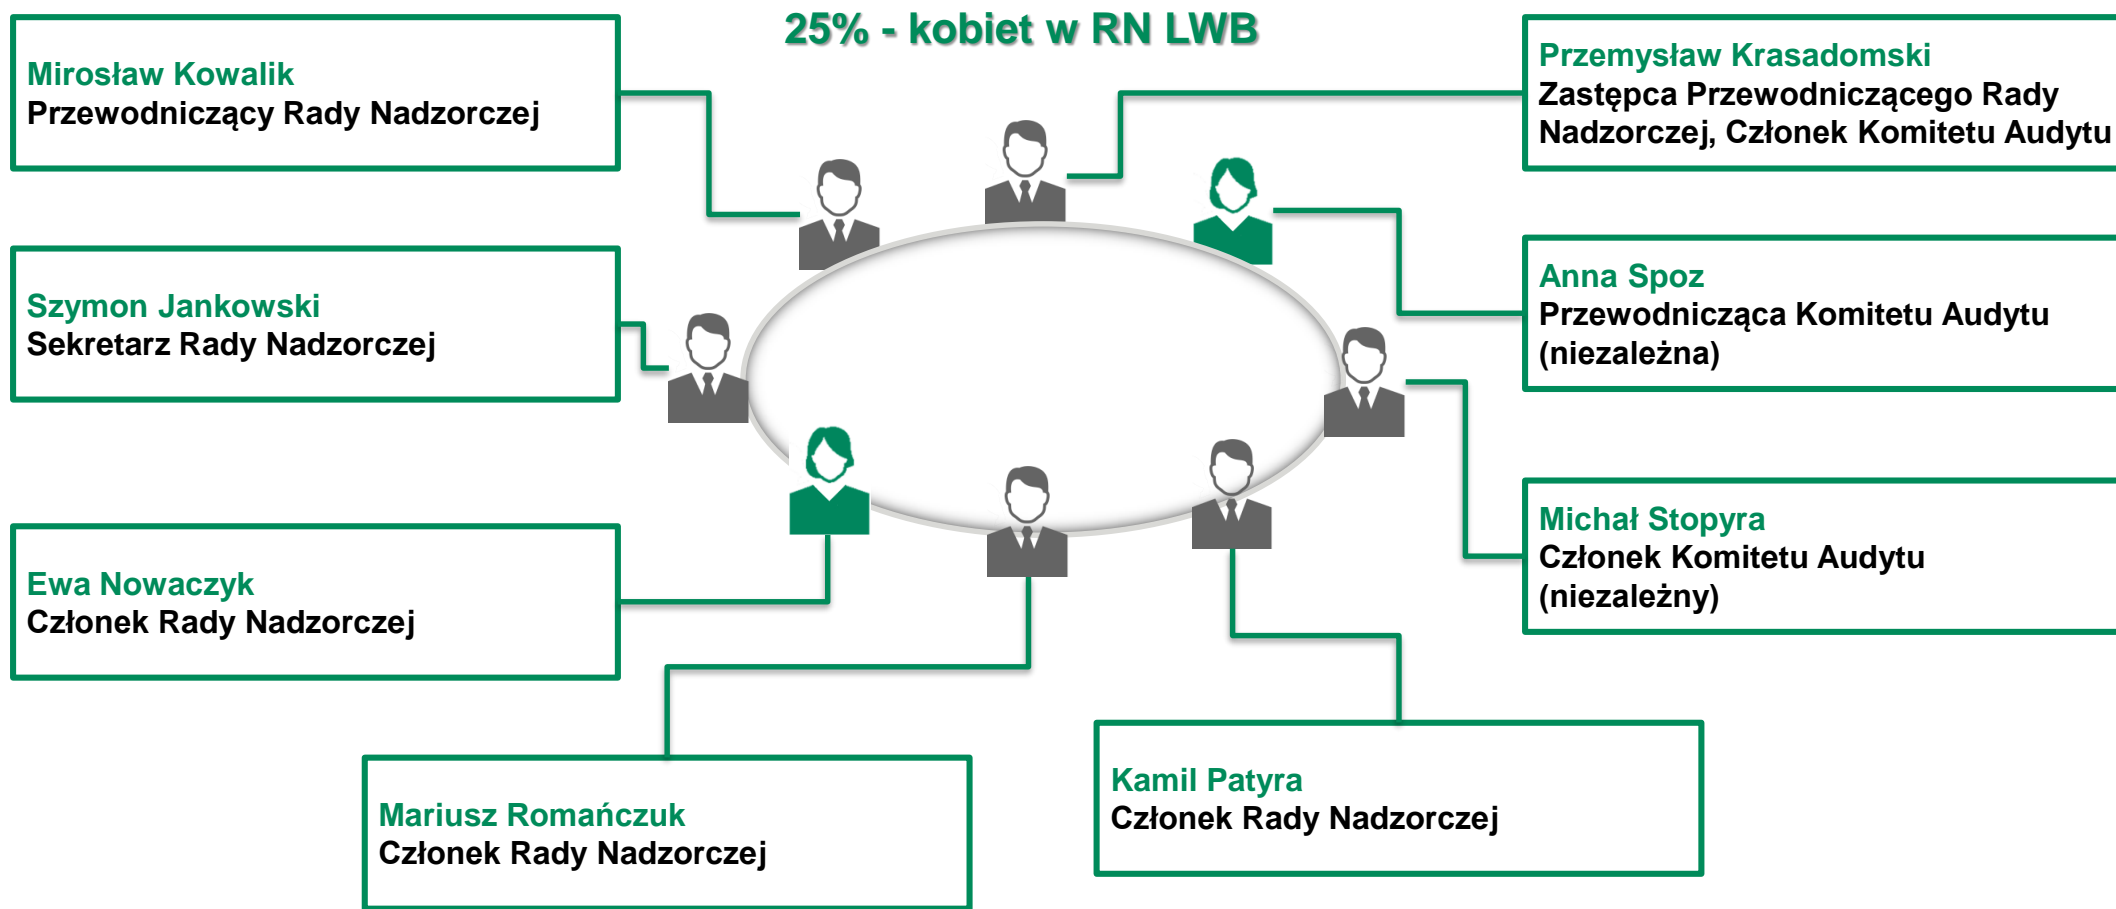 25% - kobiet w RN LWB
Mirosław Kowalik
Przewodniczący Rady Nadzorczej
Przemysław Krasadomski
Zastępca Przewodniczącego Rady
Nadzorczej, Członek Komitetu Audytu
Szymon Jankowski
Sekretarz Rady Nadzorczej
Anna Spoz
Przewodnicząca Komitetu Audytu
(niezależna)
Ewa Nowaczyk
Członek Rady Nadzorczej
Michał Stopyra
Członek Komitetu Audytu
(niezależny)
Mariusz Romańczuk
Członek Rady Nadzorczej
Kamil Patyra
Członek Rady Nadzorczej